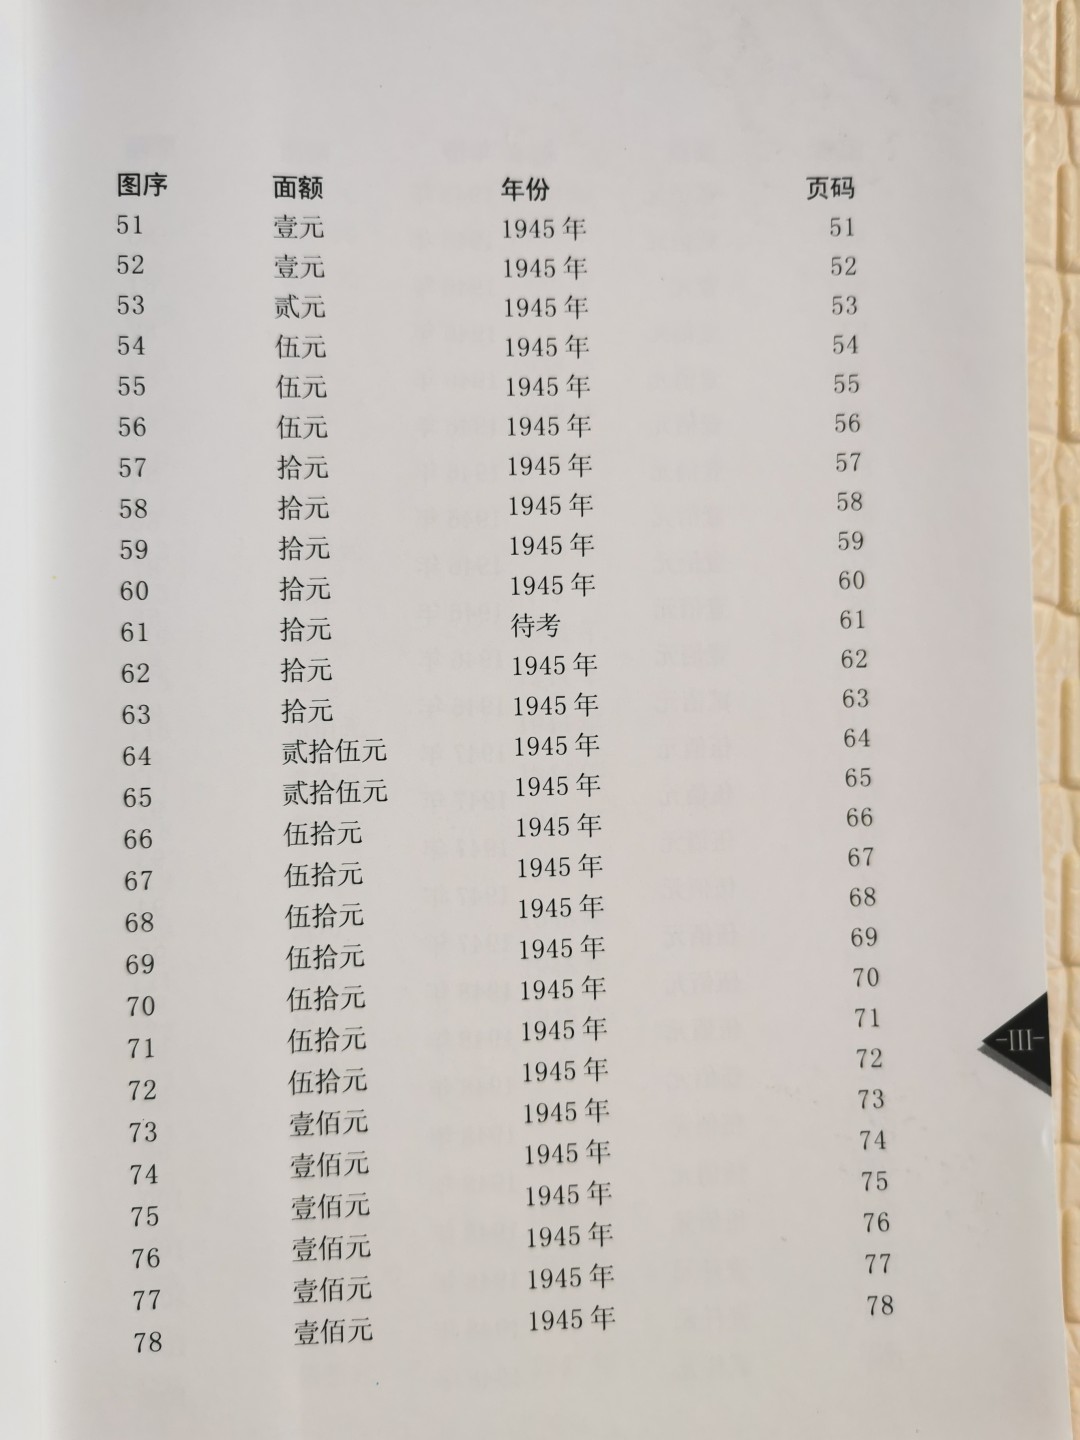 图序 面额 年份 页码
51 壹元 1945年 51
52 壹元 1945年 52
53 贰元 1945年 53
54 伍元 1945年 54
55 伍元 1945年 55
56 伍元 1945年 56
57 拾元 1945年 57
58 拾元 1945年 58
59 拾元 1945年 59
60 拾元 1945年 60
61 拾元 待考 61
62 拾元 1945年 62
63 拾元 1945年 63
64 贰拾伍元 1945年 64
65 贰拾伍元 1945年 65
66 伍拾元 1945年 66
67 伍拾元 1945年 67
68 伍拾元 1945年 68
69 伍拾元 1945年 69
70 伍拾元 1945年 70
71 伍拾元 1945年 71
72 伍拾元 1945年 72
73 壹佰元 1945年 73
74 壹佰元 1945年 74
75 壹佰元 1945年 75
76 壹佰元 1945年 76
77 壹佰元 1945年 77
78 壹佰元 1945年 78
-III-